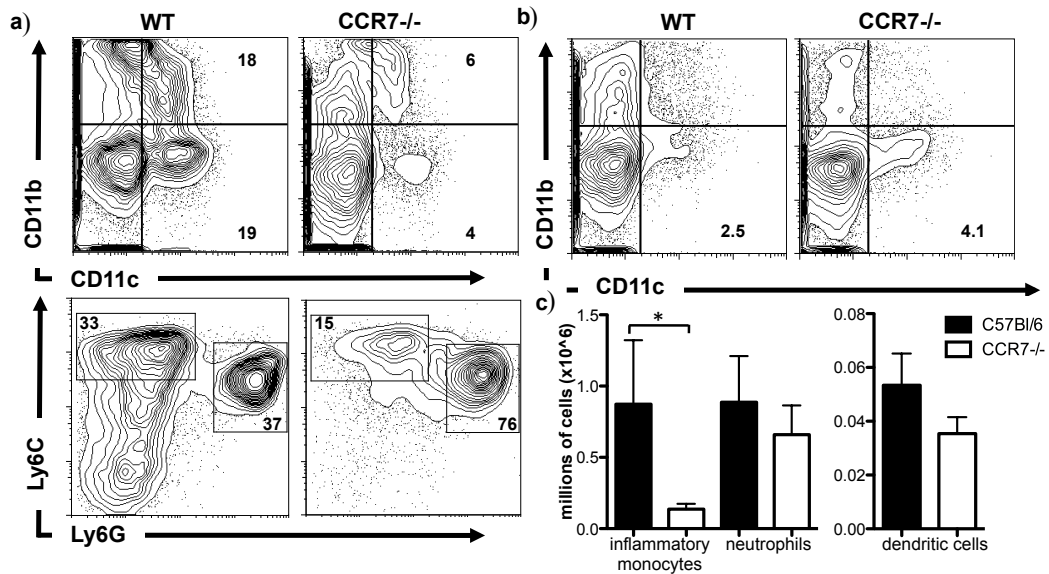 a)
WT
CCR7-/-
18
6
19
4
CD11b
CD11c
33
37
15
76
Ly6C
Ly6G
b)
WT
CCR7-/-
2.5
4.1
CD11b
CD11c
c)
millions of cells (x10^6)
1.5
1.0
0.5
0.0
*
inflammatory
monocytes
neutrophils
0.08
0.06
0.04
0.02
0.00
dendritic cells
C57Bl/6
CCR7-/-